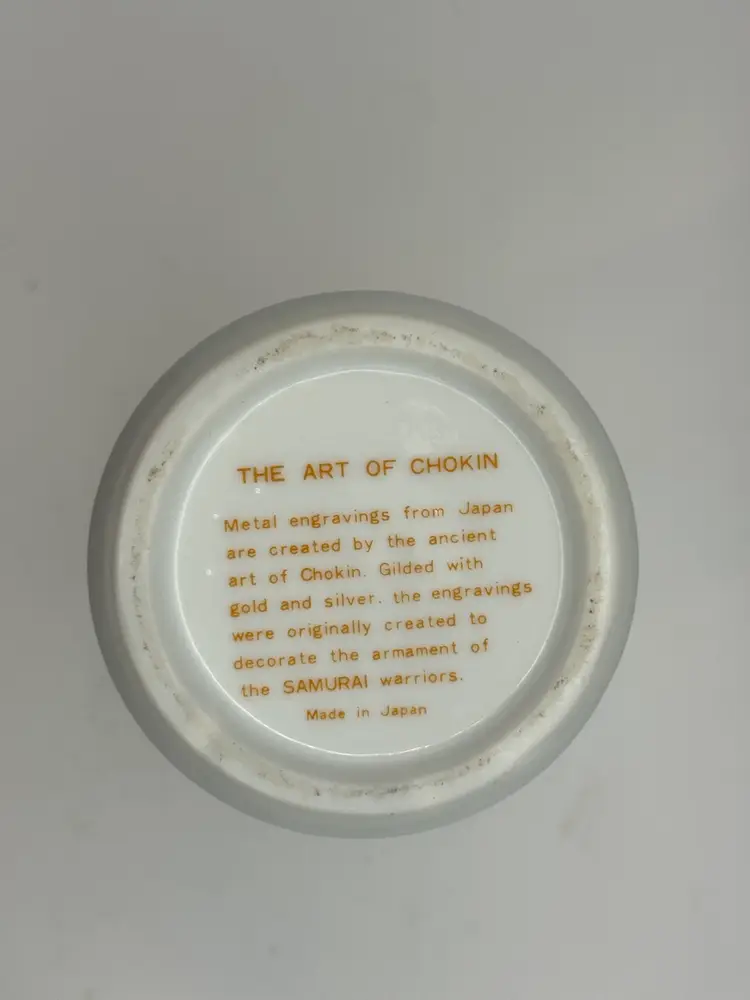 THE ART OF CHOKIN
Metal engravings from Japan
are created by the ancient
art of Chokin. Gilded with
gold and silver. the engravings
were originally created to
decorate the armament of
the SAMURAI warriors.
Made in Japan